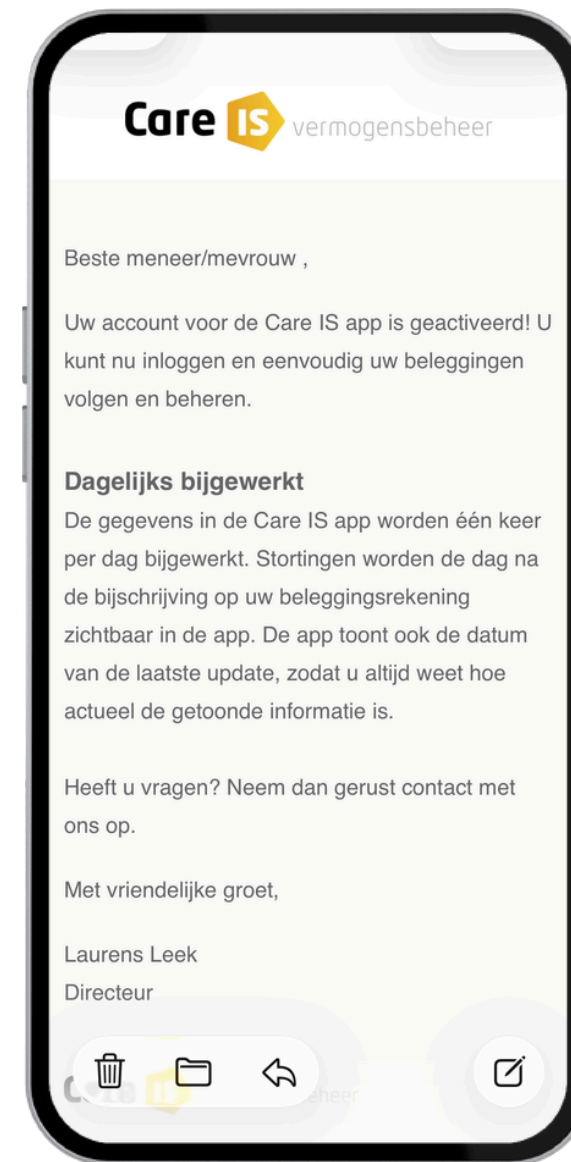 Care IS vermogensbeheer
Beste meneer/mevrouw ,
Uw account voor de Care IS app is geactiveerd! U
kunt nu inloggen en eenvoudig uw beleggingen
volgen en beheren.
Dagelijks bijgewerkt
De gegevens in de Care IS app worden één keer
per dag bijgewerkt. Stortingen worden de dag na
de bijschrijving op uw beleggingsrekening
zichtbaar in de app. De app toont ook de datum
van de laatste update, zodat u altijd weet hoe
actueel de getoonde informatie is.
Heeft u vragen? Neem dan gerust contact met
ons op.
Met vriendelijke groet,
Laurens Leek
Directeur